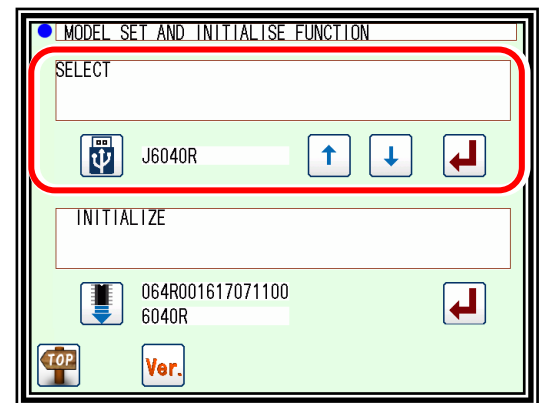 MODEL SET AND INITIALISE FUNCTION
SELECT
J6040R
INITIALIZE
064R001617071100
6040R
TOP
Ver.